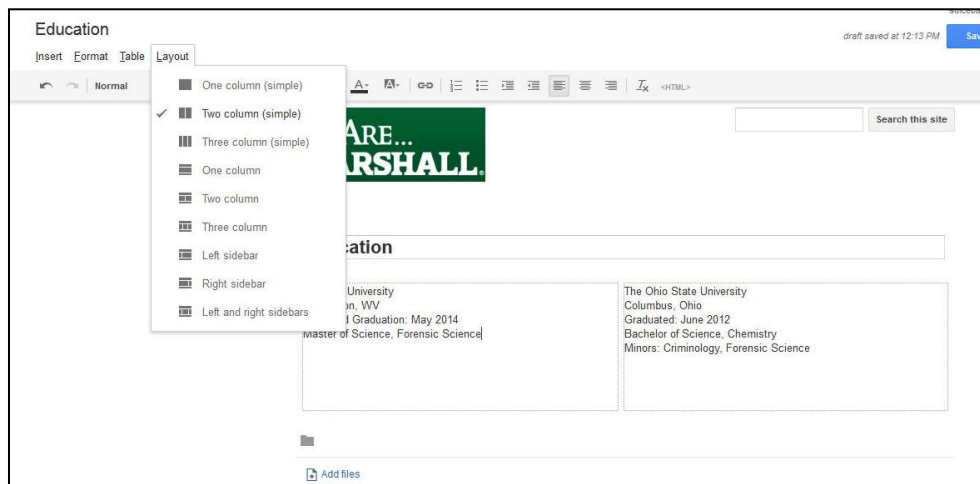 Education
draft saved at 12:13 PM
Sav
Insert Format Table Layout
Normal
<HTML>
One column (simple)
Two column (simple)
Three column (simple)
One column
Two column
Three column
Left sidebar
Right sidebar
Left and right sidebars
ARE...
RSHALL.
Search this site
cation
University
on, WV
d Graduation: May 2014
Master of Science, Forensic Science
The Ohio State University
Columbus, Ohio
Graduated: June 2012
Bachelor of Science, Chemistry
Minors: Criminology, Forensic Science
Add files